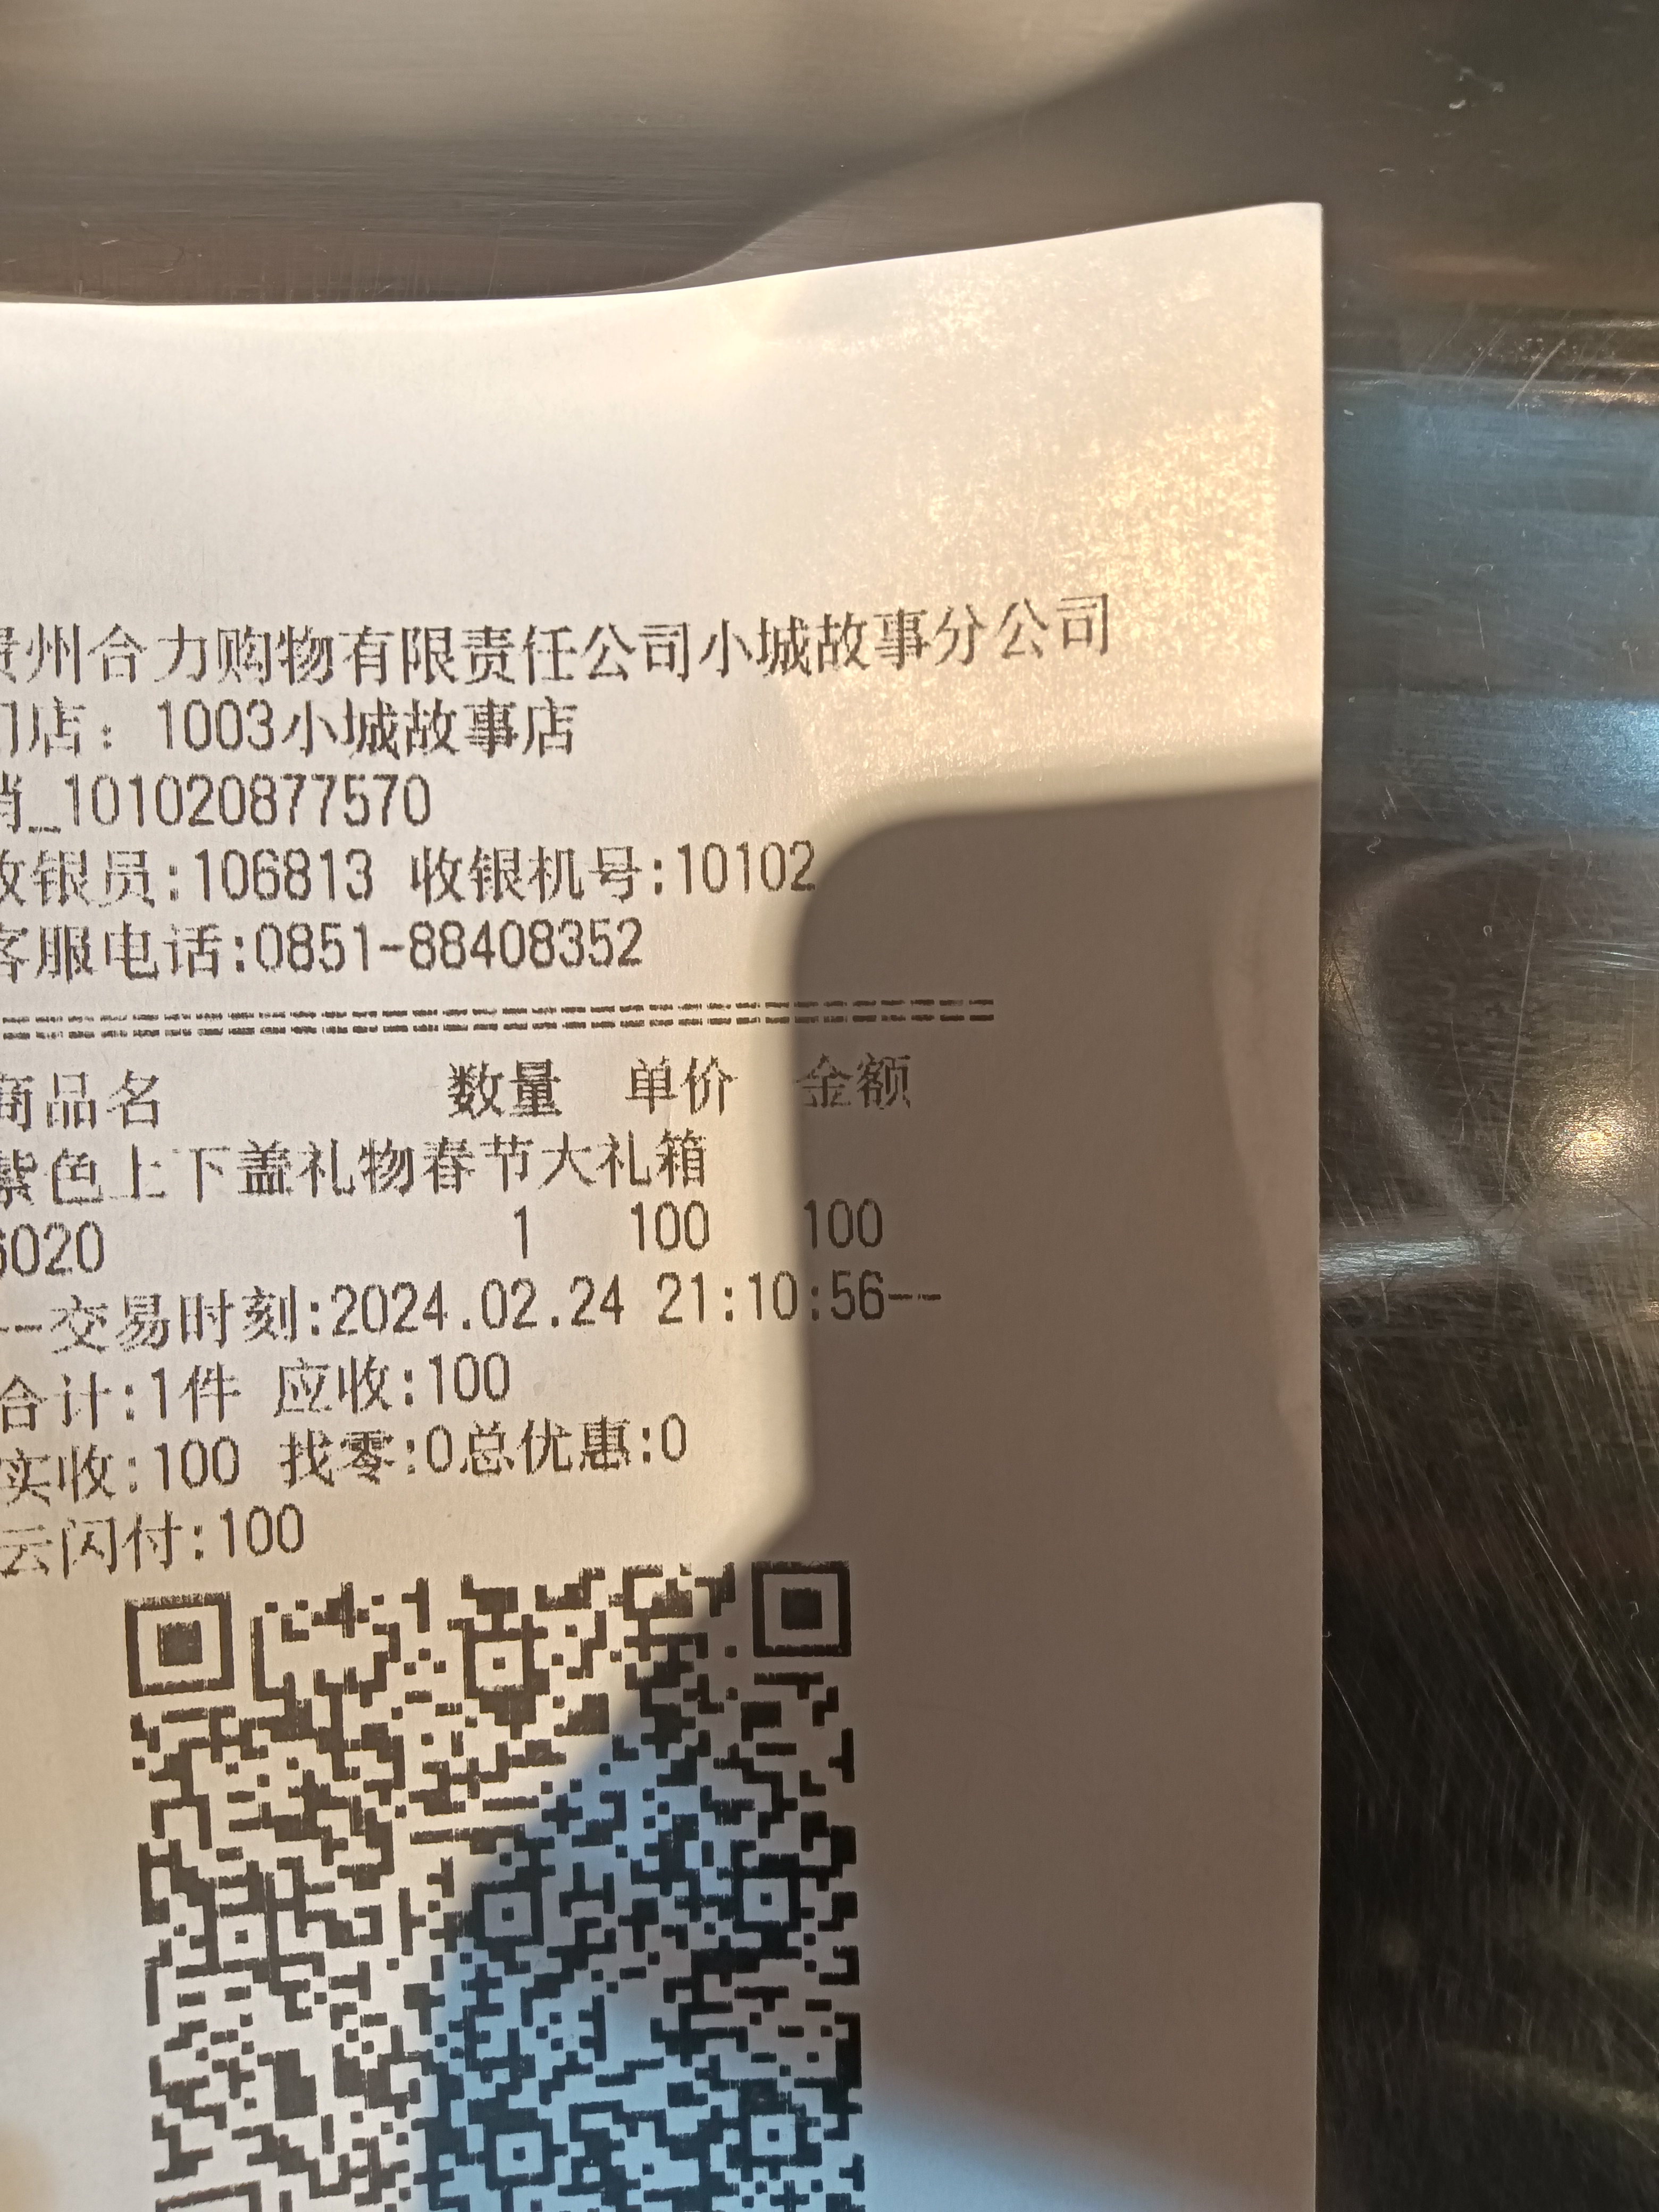 贵州合力购物有限责任公司小城故事分公司
门店：1003小城故事店
销_101020877570
收银员:106813 收银机号:10102
客服电话:0851-88408352
商品名 数量 单价 金额
紫色上下盖礼物春节大礼箱
6020 1 100 100
--交易时刻:2024.02.24 21:10:56--
合计:1件 应收:100
实收:100 找零:0总优惠:0
云闪付:100